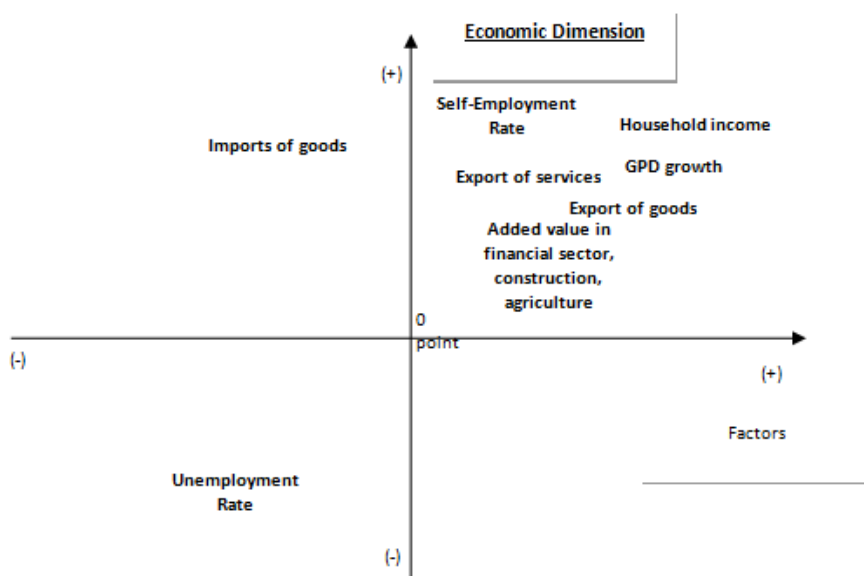 Economic Dimension
(+)
Self-Employment
Rate
Household income
Imports of goods
GPD growth
Export of services
Export of goods
Added value in
financial sector,
construction,
agriculture
0
point
(-)
(+)
Factors
Unemployment
Rate
(-)